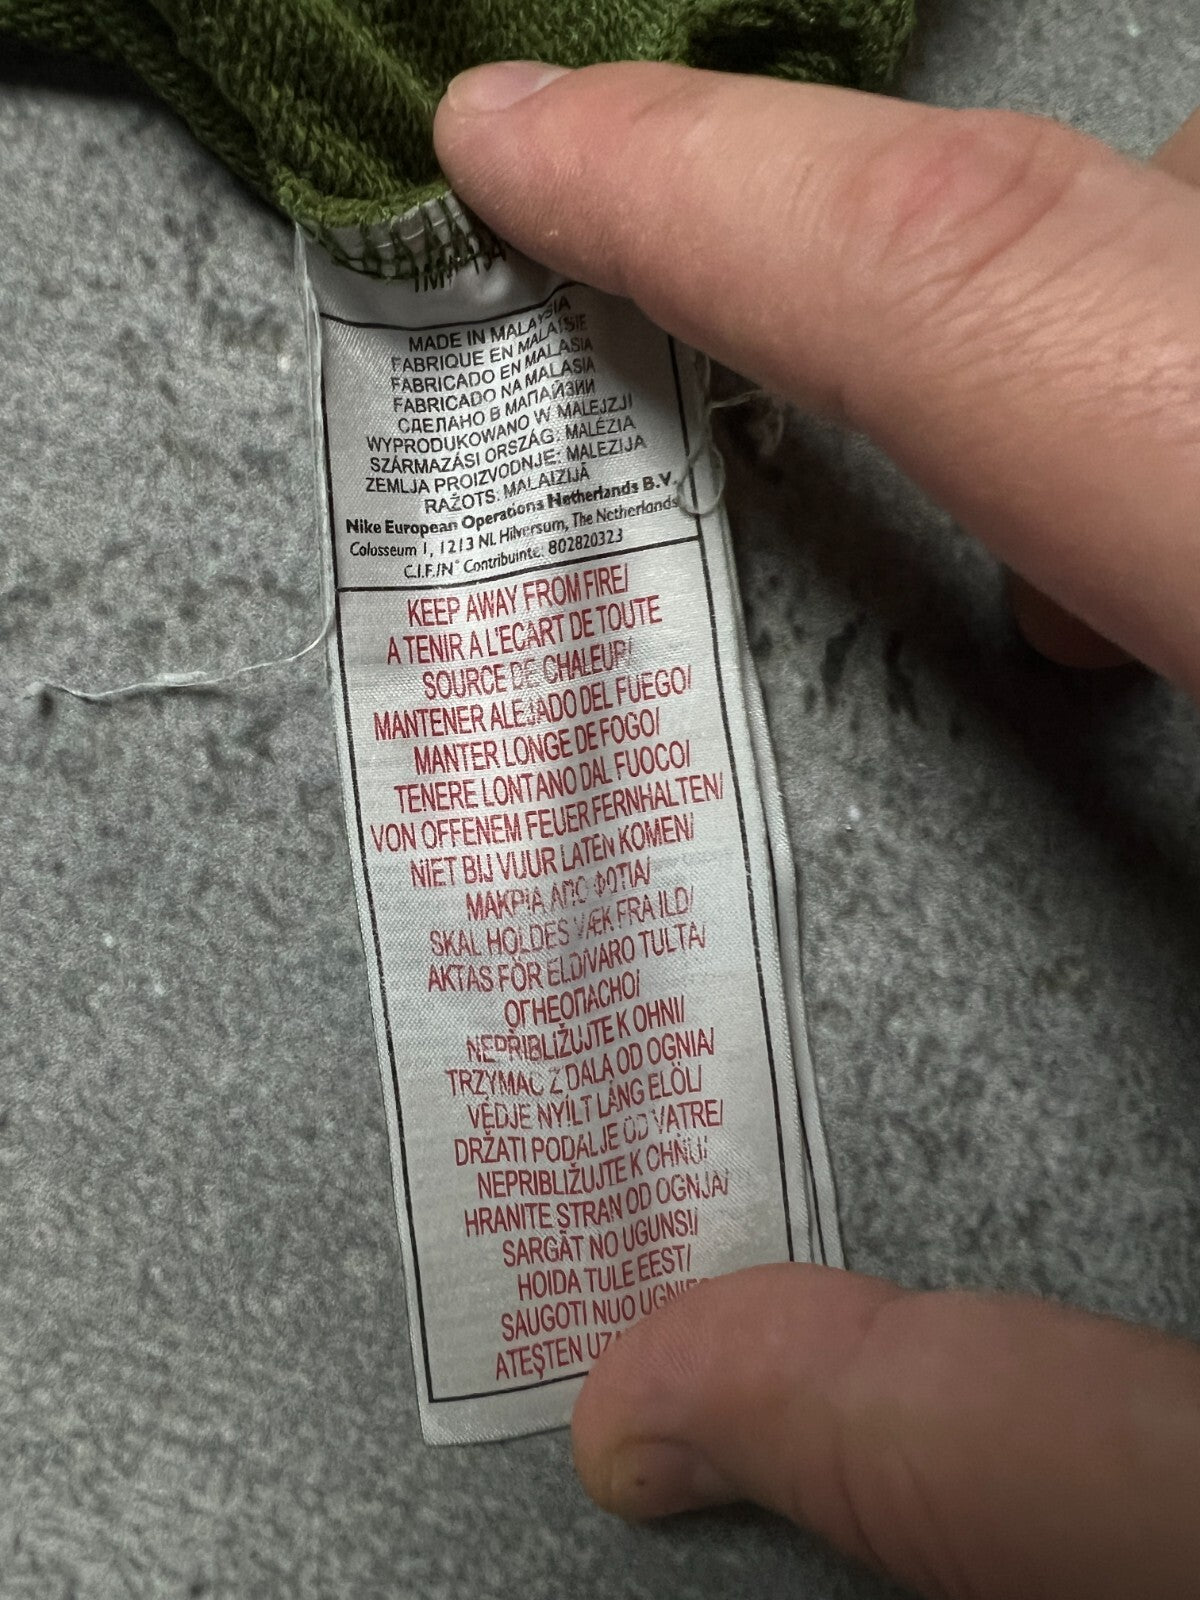 MADE IN MALAYSIA
FABRIQUE EN MALAISIE
FABRICADO EN MALASIA
FABRICADO NA MALASIA
СДЕЛАНО В МАЛАЙЗИИ
WYPRODUKOWANO W MALEJZJI
SZÁRMAZÁSI ORSZÁG: MALÉZIA
ZEMLJA PROIZVODNJE: MALEZIJA
RAŽOTS: MALAIZIJĀ
Nike European Operations Netherlands B.V.
Colosseum 1, 1213 NL Hilversum, The Netherlands
C.I.F./N° Contribuinte: 802820323
KEEP AWAY FROM FIRE/
A TENIR A L'ECART DE TOUTE
SOURCE DE CHALEUR/
MANTENER ALEJADO DEL FUEGO/
MANTER LONGE DE FOGO/
TENERE LONTANO DAL FUOCO/
VON OFFENEM FEUER FERNHALTEN/
NIET BIJ VUUR LATEN KOMEN/
ΜΑΚΡΙΑ ΑΠΟ ΦΩΤΙΑ/
SKAL HOLDES VÆK FRA ILD/
AKTAS FÖR ELD/VARO TULTA/
ОГНЕОПАСНО/
NEPŘIBLIŽUJTE K OHNI/
TRZYMAĆ Z DALA OD OGNIA/
VÉDJE NYÍLT LÁNG ELÖL/
DRŽATI PODALJE OD VATRE/
NEPRIBLIŽUJTE K OHŇU/
HRANITE STRAN OD OGNJA/
SARGĀT NO UGUNS!/
HOIDA TULE EEST/
SAUGOTI NUO
ATEŞTEN